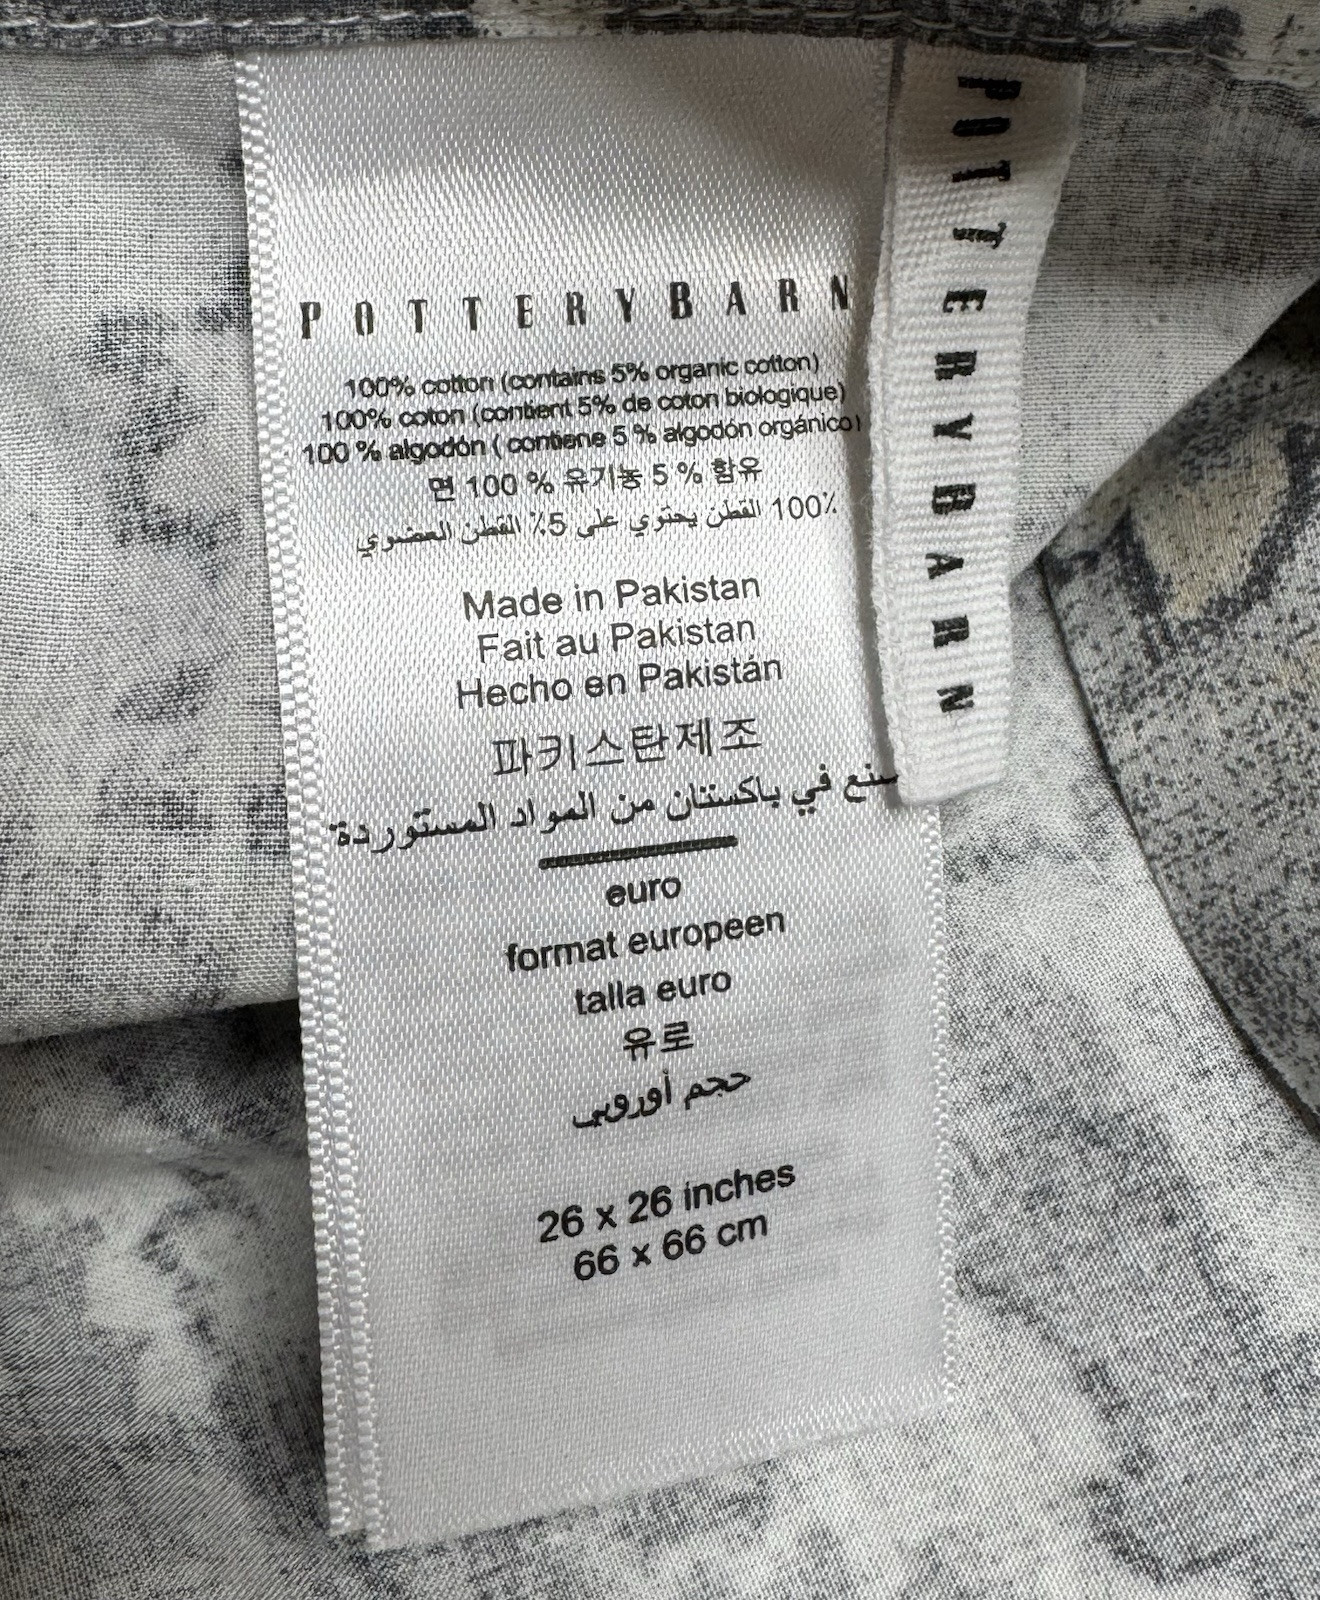 POTTERYBARN
100% cotton (contains 5% organic cotton)
100% coton (contient 5% de coton biologique)
100 % algodón ( contiene 5 % algodón orgánico)
면 100 % 유기농 5 % 함유
100٪ القطن يحتوي على 5٪ القطن العضوي
Made in Pakistan
Fait au Pakistan
Hecho en Pakistán
파키스탄제조
صنع في باكستان من المواد المستوردة
euro
format europeen
talla euro
유로
حجم أوروبي
26 x 26 inches
66 x 66 cm
POTTERYBARN